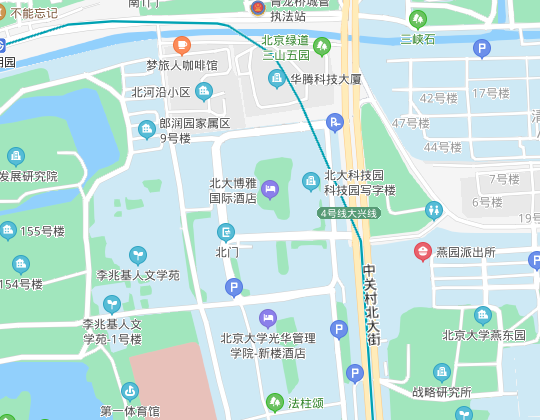 不能忘记
南11门
青龙桥城管
执法站
北京绿道
三山五园
三峡石
明园
梦旅人咖啡馆
华腾科技大厦
北河沿小区
42号楼
17号楼
郎润园家属区
9号楼
47号楼
44号楼
发展研究院
北大博雅
国际酒店
北大科技园
科技园写字楼
7号楼
6号楼
4号线大兴线
19号
155号楼
北门
燕园派出所
李兆基人文学苑
154号楼
中关村北大街
李兆基人文
学苑-1号楼
北京大学光华管理
学院-新楼酒店
北京大学燕东园
战略研究所
法柱颂
第一体育馆